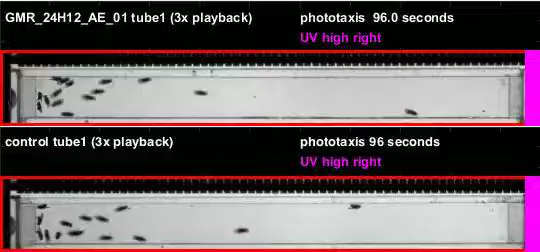 GMR_24H12_AE_01 tube1 (3x playback) phototaxis 96.0 seconds
UV high right
control tube1 (3x playback) phototaxis 96 seconds
UV high right